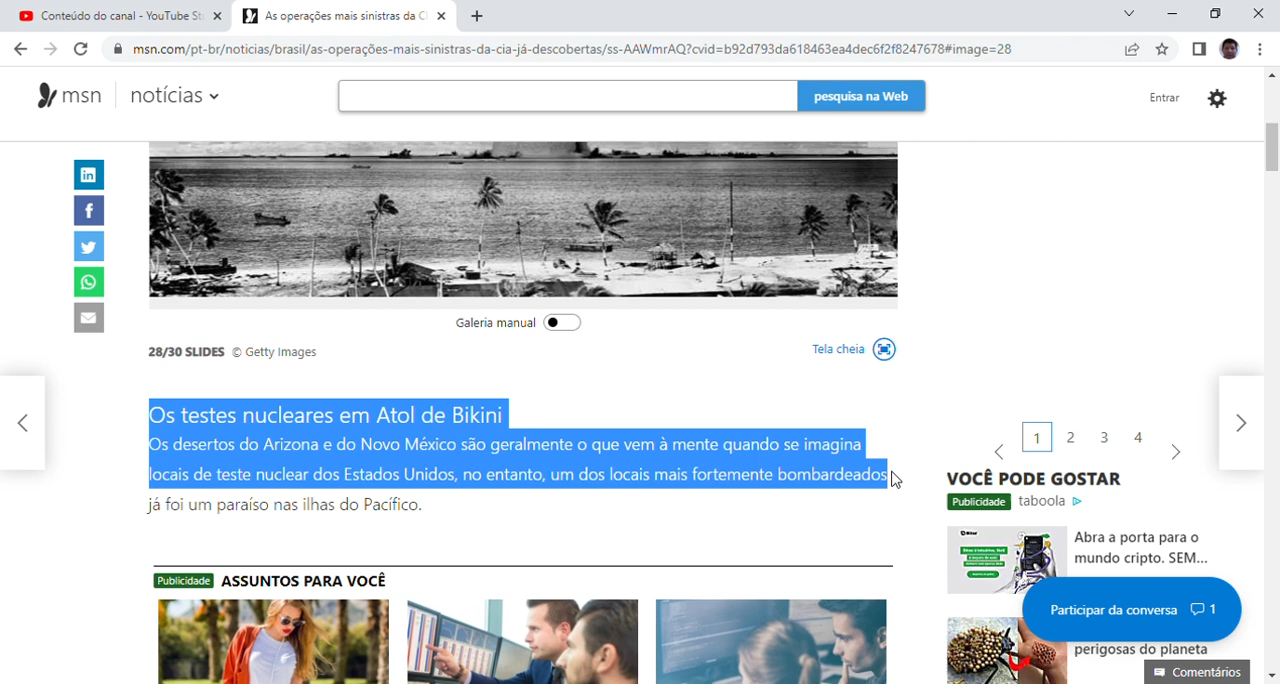 Conteúdo do canal - YouTube St
As operações mais sinistras da C
msn.com/pt-br/noticias/brasil/as-operações-mais-sinistras-da-cia-já-descobertas/ss-AAWmrAQ?cvid=b92d793da618463ea4dec6f2f8247678#image=28
msn
notícias
pesquisa na Web
Entrar
Galeria manual
28/30 SLIDES © Getty Images
Tela cheia
Os testes nucleares em Atol de Bikini
Os desertos do Arizona e do Novo México são geralmente o que vem à mente quando se imagina
locais de teste nuclear dos Estados Unidos, no entanto, um dos locais mais fortemente bombardeados
já foi um paraíso nas ilhas do Pacífico.
1 2 3 4
VOCÊ PODE GOSTAR
Publicidade taboola
Abra a porta para o
mundo cripto. SEM...
Participar da conversa 1
perigosas do planeta
Comentários
Publicidade ASSUNTOS PARA VOCÊ